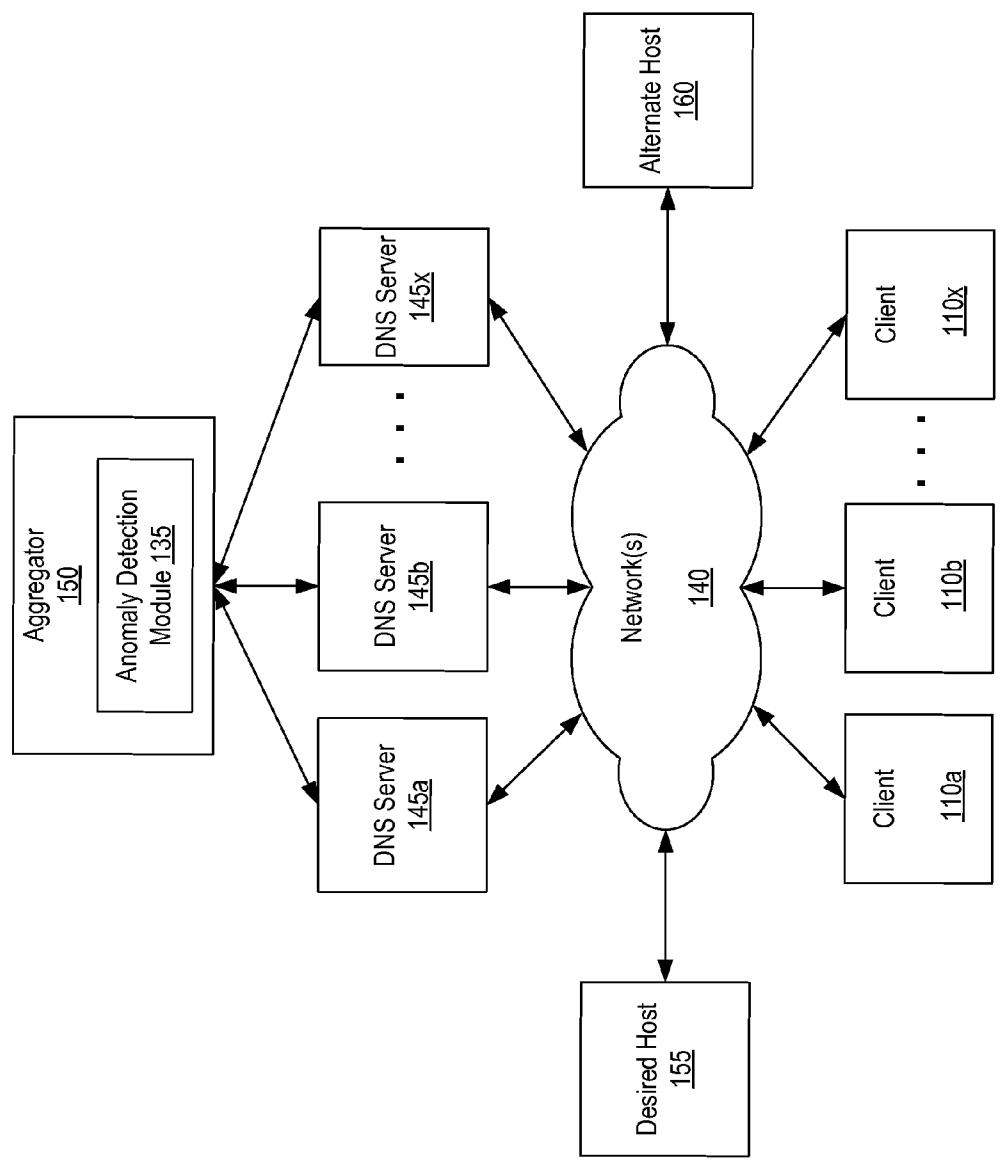 Aggregator
150
Anomaly Detection
Module 135
DNS Server
145a
DNS Server
145b
. . .
DNS Server
145x
Desired Host
155
Network(s)
140
Alternate Host
160
Client
110a
Client
110b
. . .
Client
110x